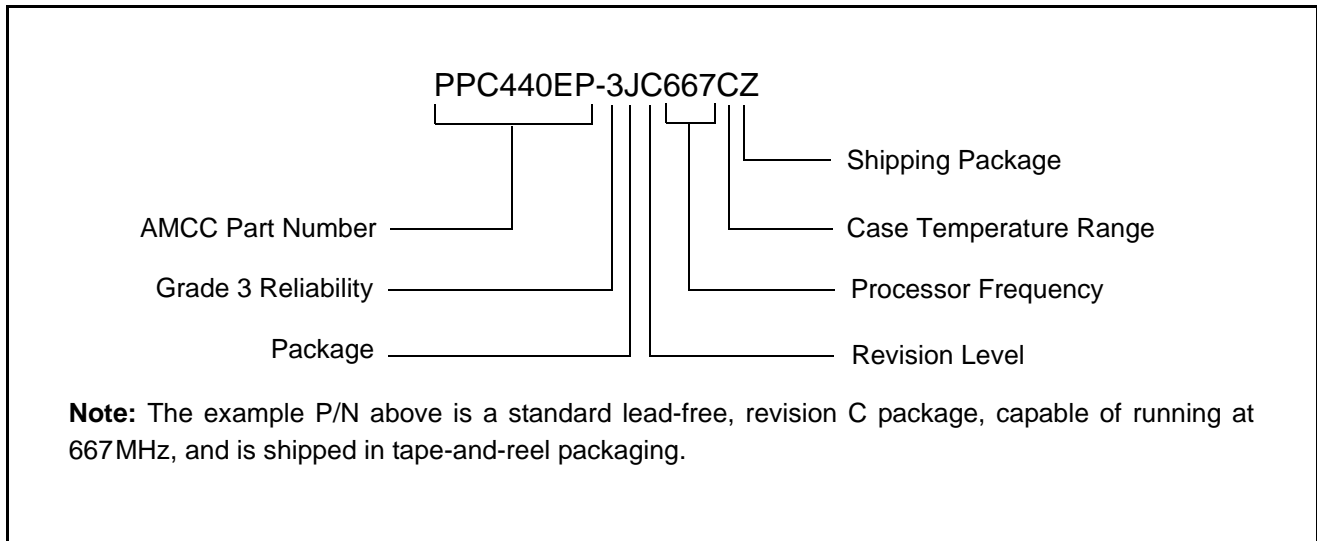 PPC440EP-3JC667CZ
Shipping Package
AMCC Part Number
Case Temperature Range
Grade 3 Reliability
Processor Frequency
Package
Revision Level
Note: The example P/N above is a standard lead-free, revision C package, capable of running at
667MHz, and is shipped in tape-and-reel packaging.